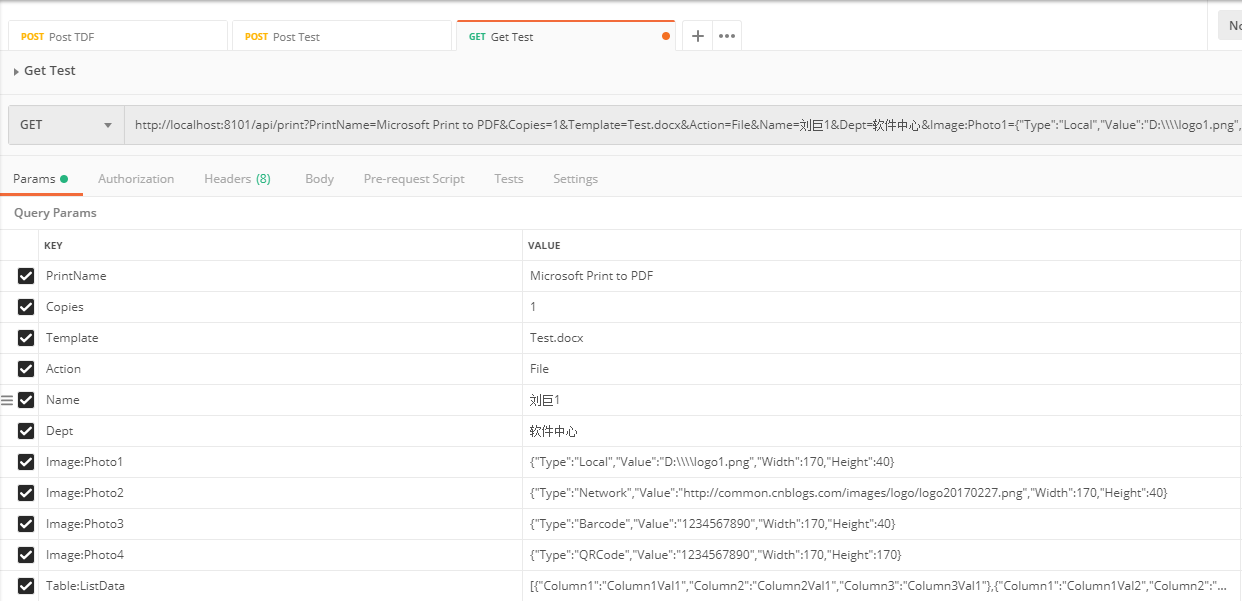 POST Post TDF POST Post Test GET Get Test + ••• No
Get Test
GET http://localhost:8101/api/print?PrintName=Microsoft Print to PDF&Copies=1&Template=Test.docx&Action=File&Name=刘巨1&Dept=软件中心&Image:Photo1={"Type":"Local","Value":"D:\\\\logo1.png",
Params Authorization Headers (8) Body Pre-request Script Tests Settings
Query Params
KEY VALUE
PrintName Microsoft Print to PDF
Copies 1
Template Test.docx
Action File
Name 刘巨1
Dept 软件中心
Image:Photo1 {"Type":"Local","Value":"D:\\\\logo1.png","Width":170,"Height":40}
Image:Photo2 {"Type":"Network","Value":"http://common.cnblogs.com/images/logo/logo20170227.png","Width":170,"Height":40}
Image:Photo3 {"Type":"Barcode","Value":"1234567890","Width":170,"Height":40}
Image:Photo4 {"Type":"QRCode","Value":"1234567890","Width":170,"Height":170}
Table:ListData [{"Column1":"Column1Val1","Column2":"Column2Val1","Column3":"Column3Val1"},{"Column1":"Column1Val2","Column2":"...